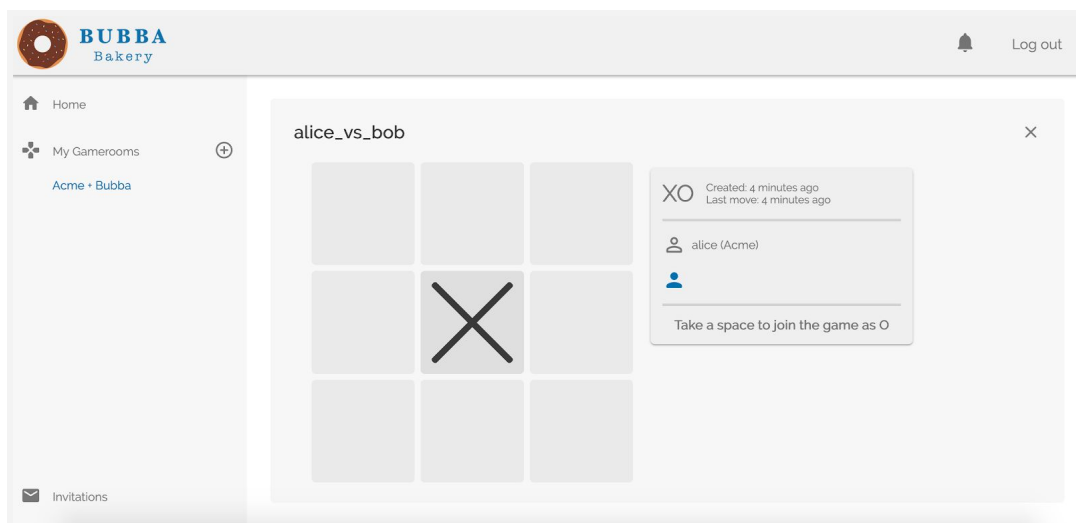 BUBBA
Bakery
Log out
Home
My Gamerooms
Acme + Bubba
Invitations
alice_vs_bob
X
XO
Created: 4 minutes ago
Last move: 4 minutes ago
alice (Acme)
Take a space to join the game as O